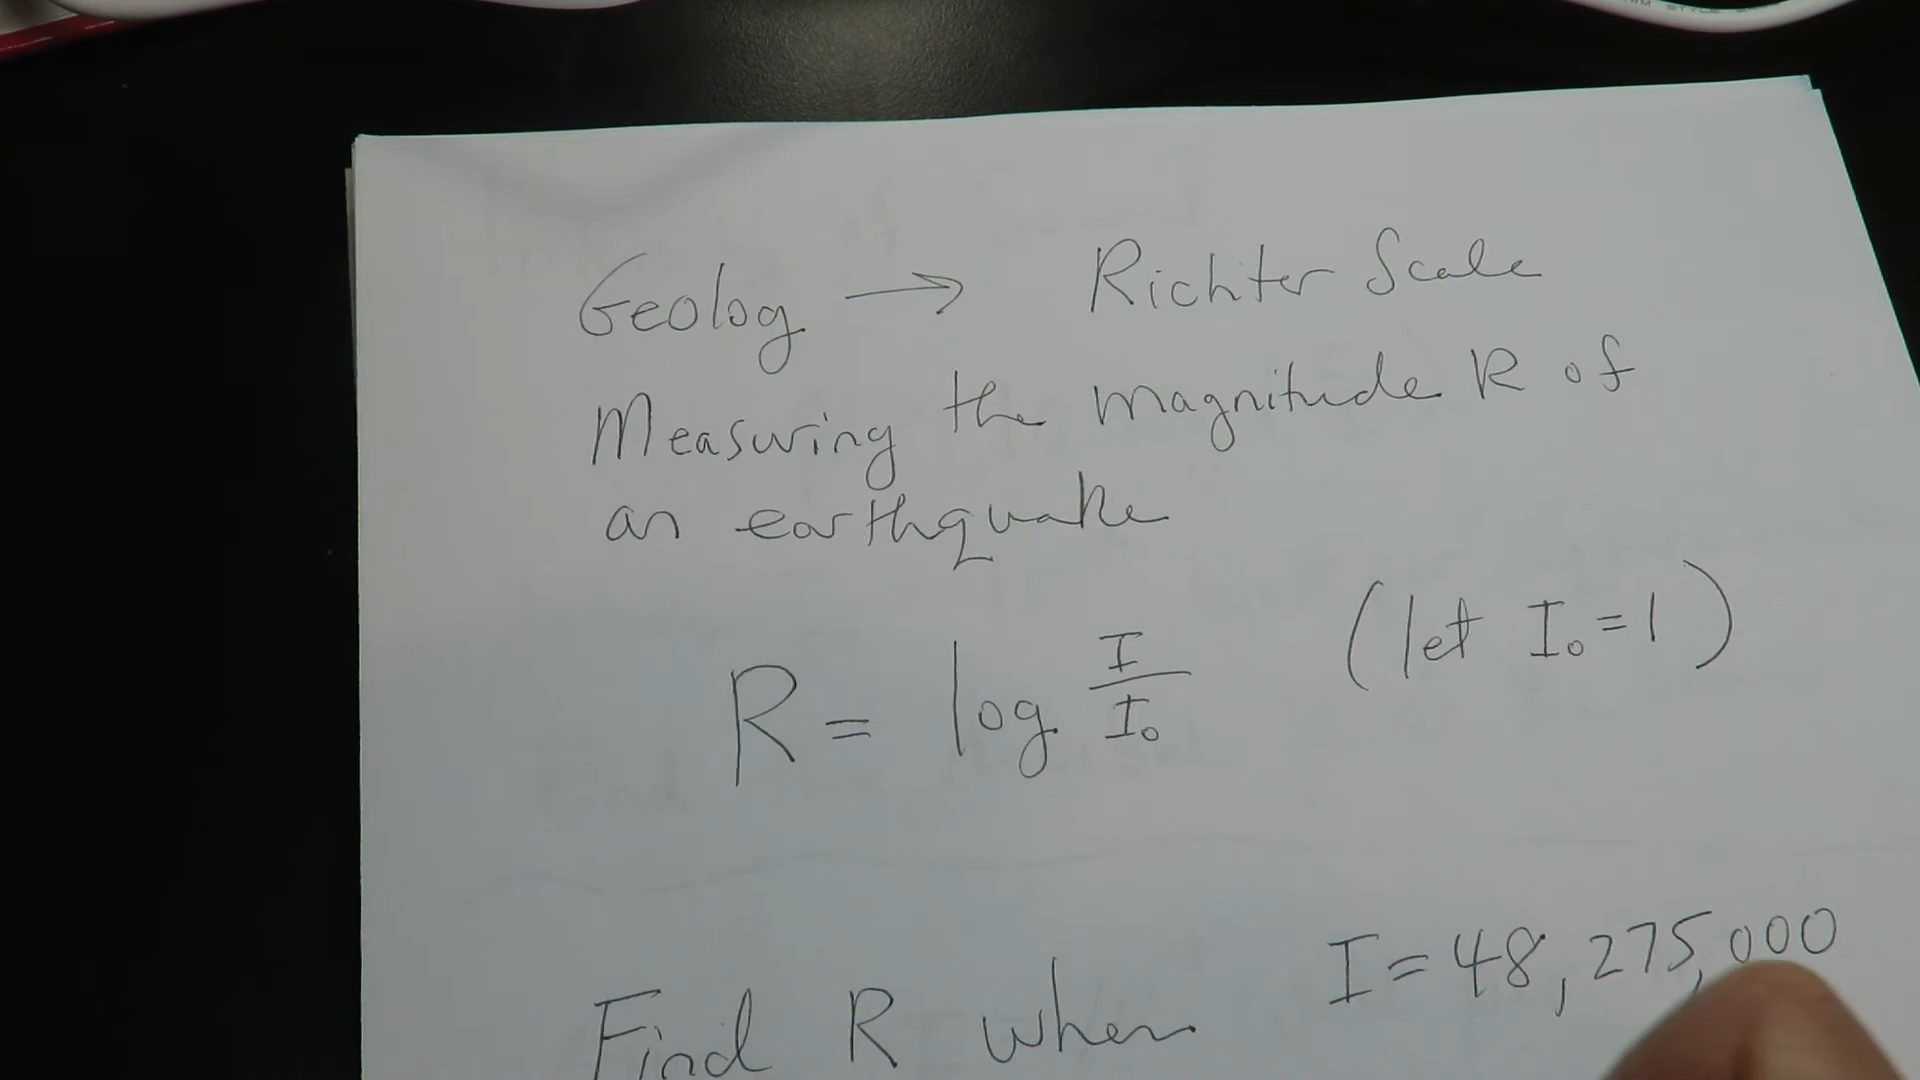 Geolog → Richter Scale
Measuring the magnitude R of
an earthquake
R = log I/I₀ (let I₀ = 1)
Find R when I = 48,275,000